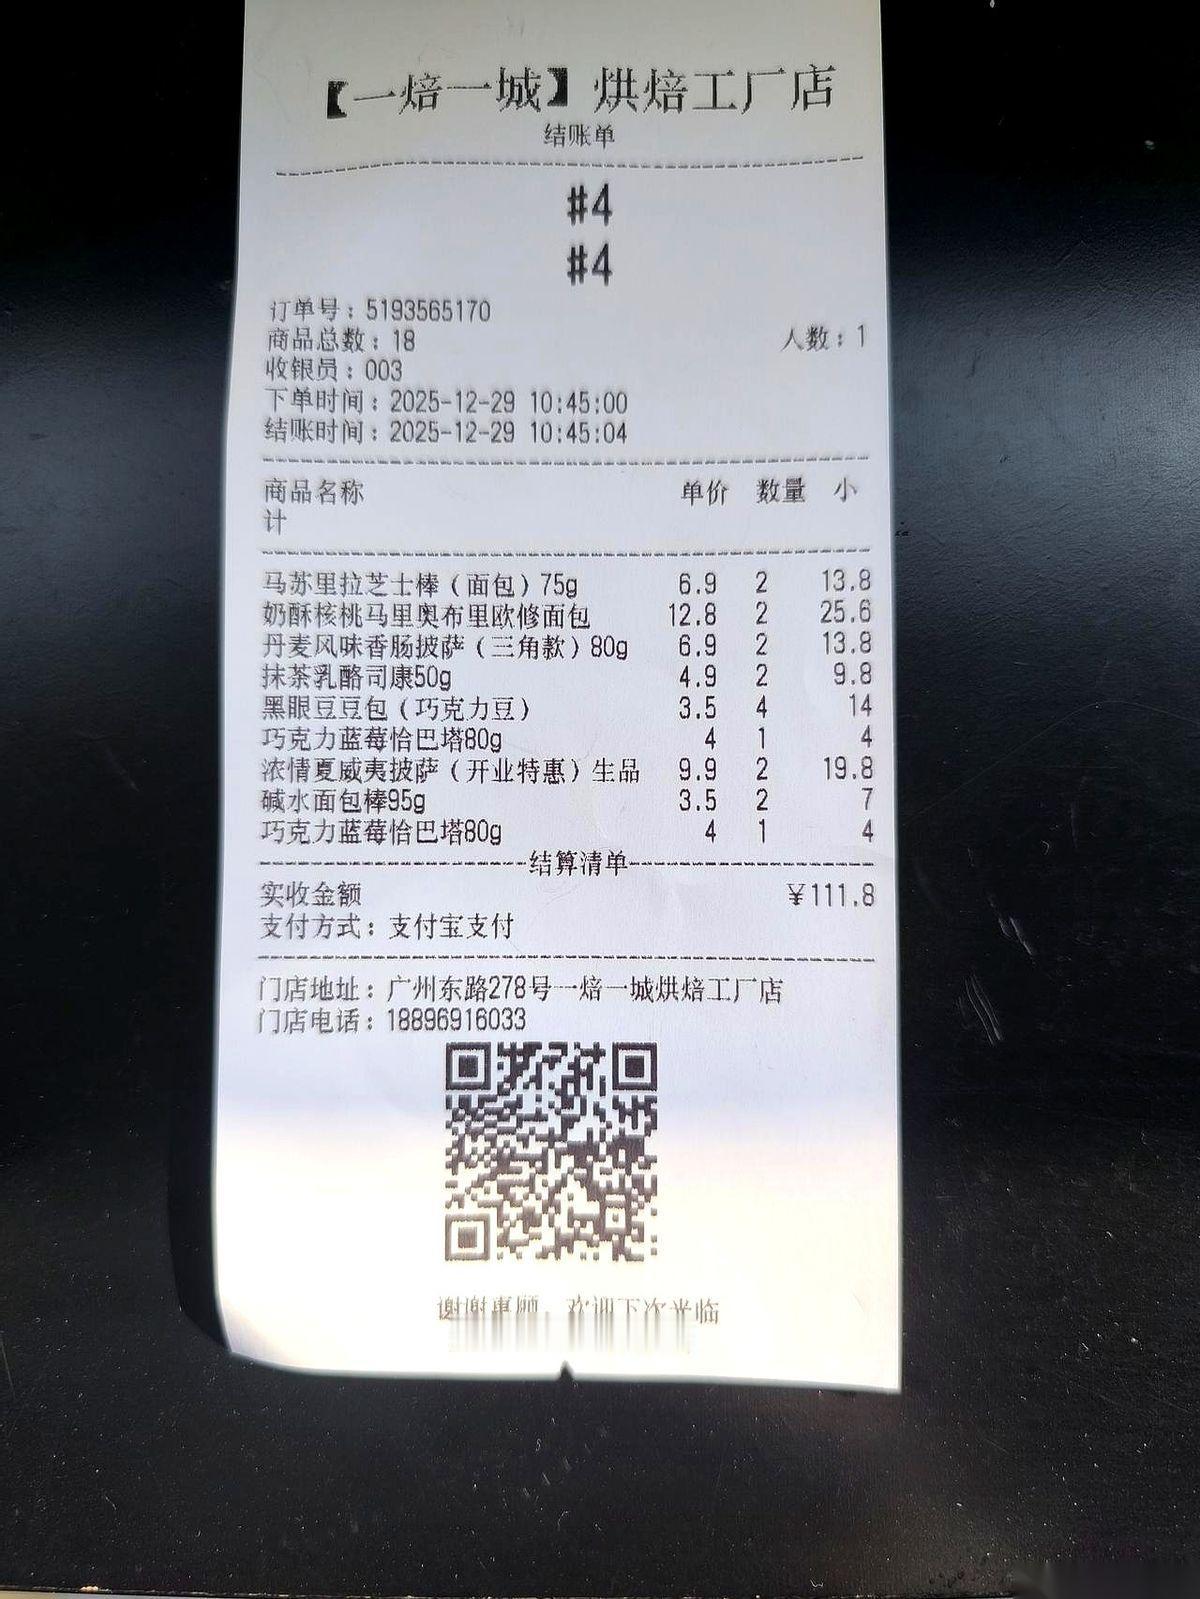 【一焙一城】烘焙工厂店
结账单
#4
#4
订单号：5193565170
商品总数：18 人数：1
收银员：003
下单时间：2025-12-29 10:45:00
结账时间：2025-12-29 10:45:04
商品名称 单价 数量 小
计
马苏里拉芝士棒（面包）75g 6.9 2 13.8
奶酥核桃马里奥布里欧修面包 12.8 2 25.6
丹麦风味香肠披萨（三角款）80g 6.9 2 13.8
抹茶乳酪司康50g 4.9 2 9.8
黑眼豆豆包（巧克力豆） 3.5 4 14
巧克力蓝莓恰巴塔80g 4 1 4
浓情夏威夷披萨（开业特惠）生品 9.9 2 19.8
碱水面包棒95g 3.5 2 7
巧克力蓝莓恰巴塔80g 4 1 4
结算清单
实收金额 ¥111.8
支付方式：支付宝支付
门店地址：广州东路278号一焙一城烘焙工厂店
门店电话：18896916033
谢谢惠顾，欢迎下次光临